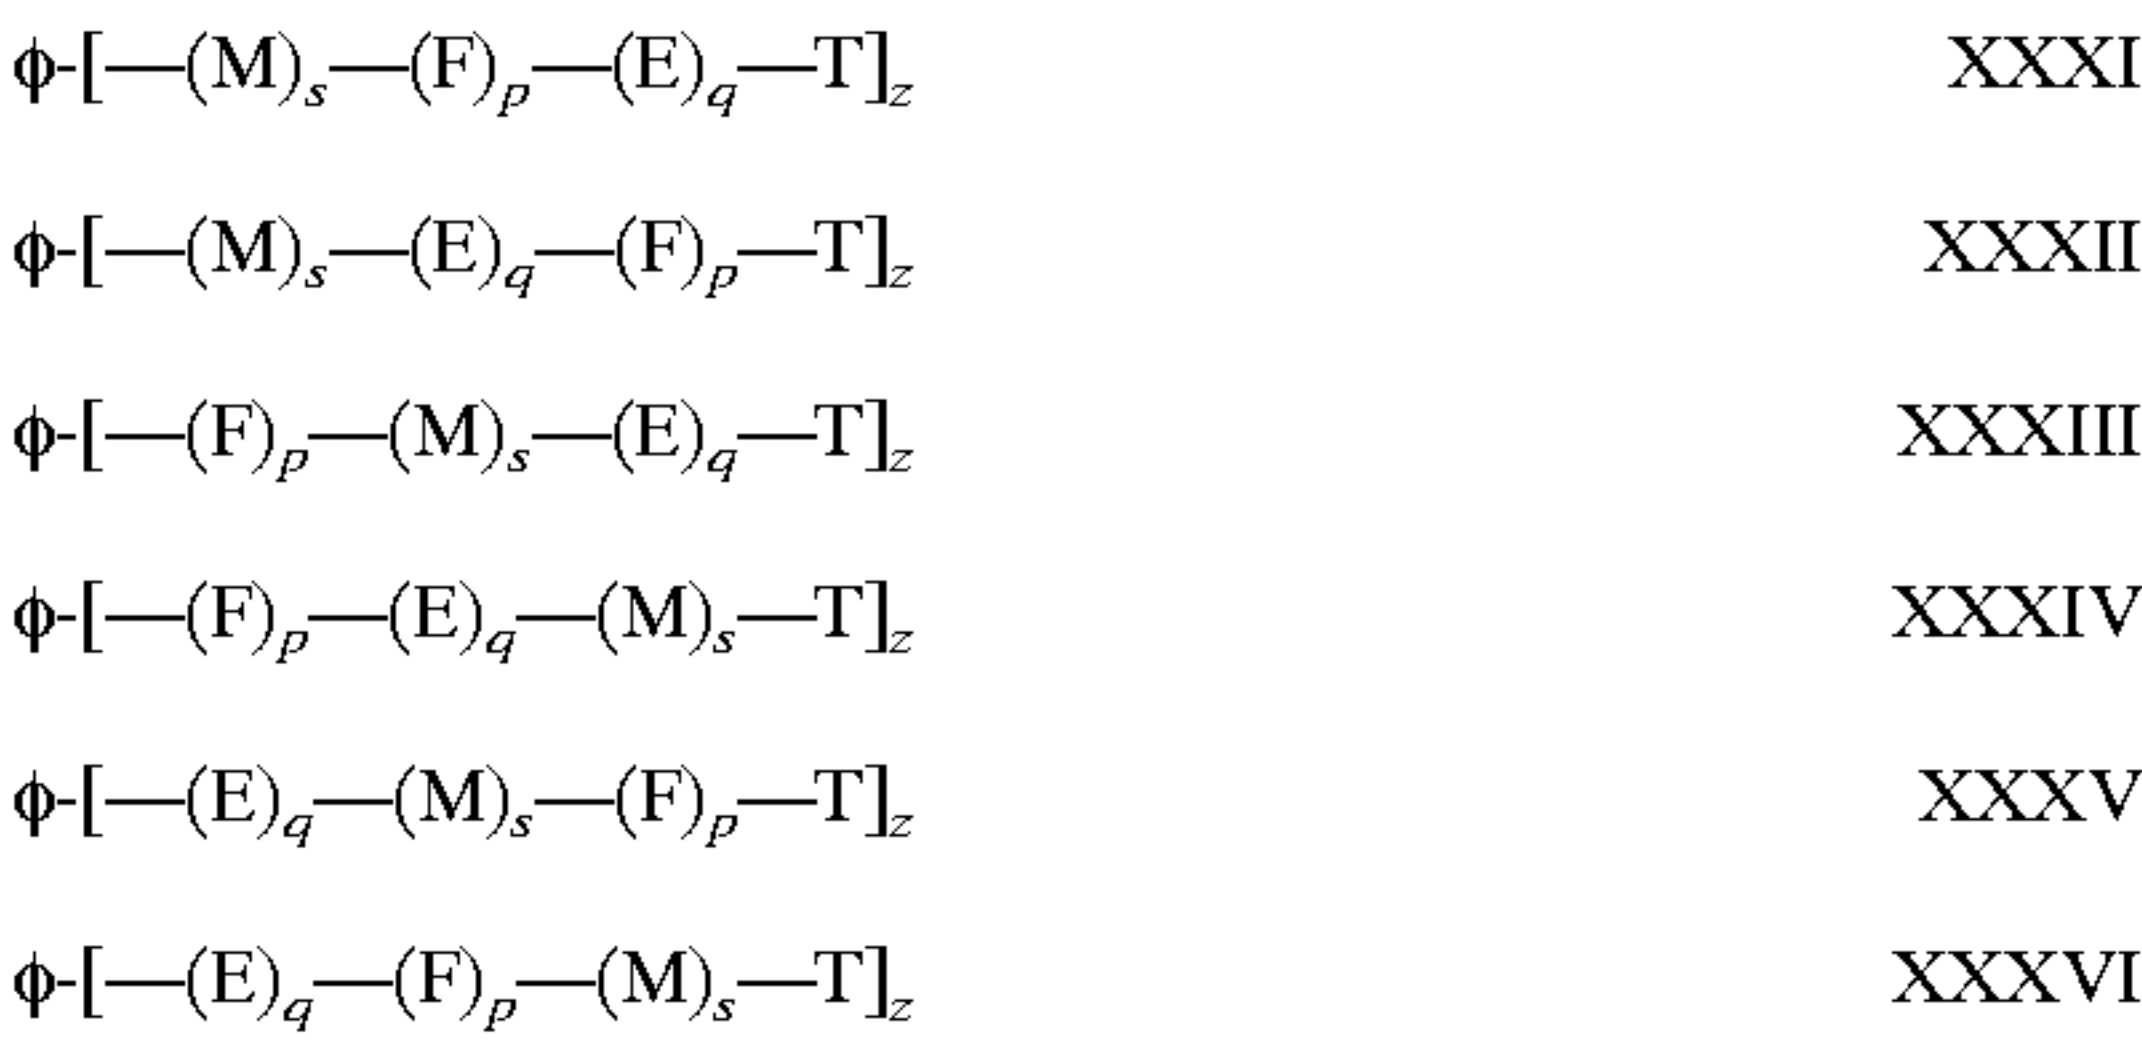 ϕ-[—(M)s—(F)p—(E)q—T]z XXXI
ϕ-[—(M)s—(E)q—(F)p—T]z XXXII
ϕ-[—(F)p—(M)s—(E)q—T]z XXXIII
ϕ-[—(F)p—(E)q—(M)s—T]z XXXIV
ϕ-[—(E)q—(M)s—(F)p—T]z XXXV
ϕ-[—(E)q—(F)p—(M)s—T]z XXXVI